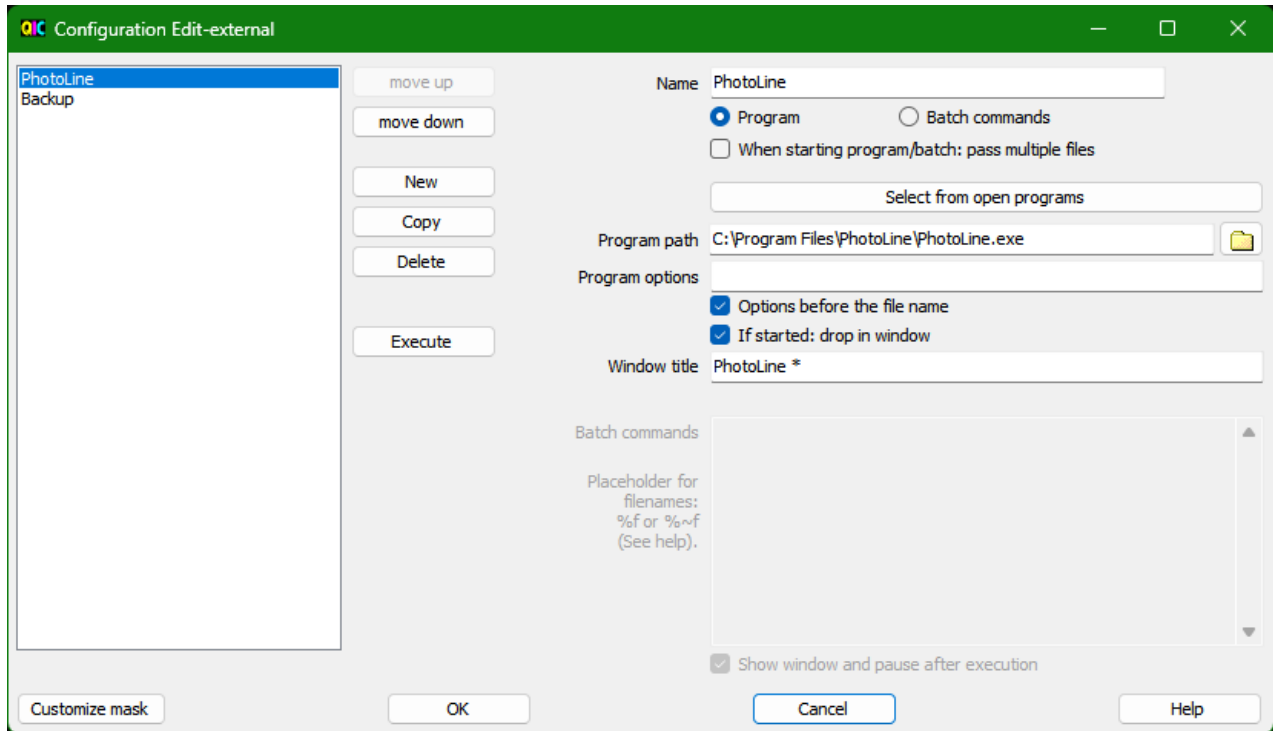 QIC Configuration Edit-external
PhotoLine
Backup
move up
move down
New
Copy
Delete
Execute
Name PhotoLine
Program Batch commands
When starting program/batch: pass multiple files
Select from open programs
Program path C:\Program Files\PhotoLine\PhotoLine.exe
Program options
Options before the file name
If started: drop in window
Window title PhotoLine *
Batch commands
Placeholder for
filenames:
%f or %~f
(See help).
Show window and pause after execution
Customize mask OK Cancel Help